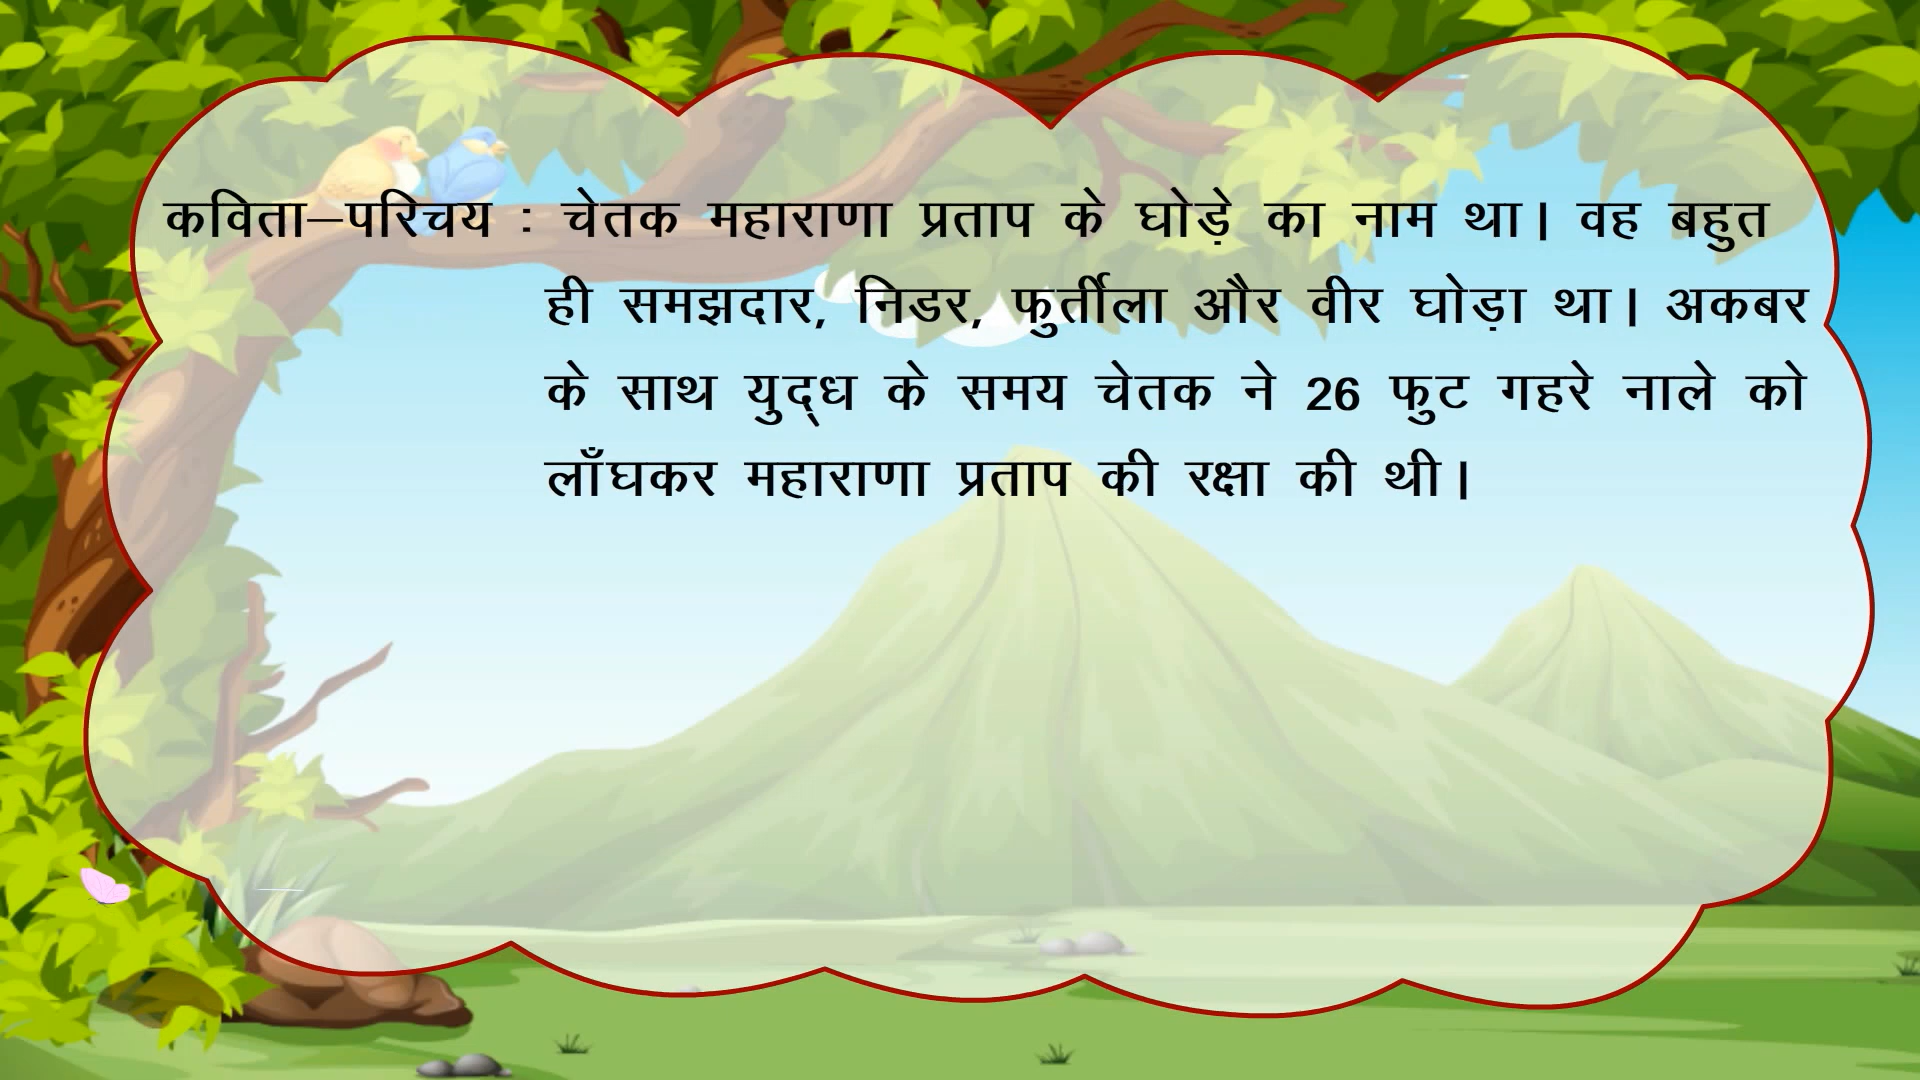 कविता–परिचय : चेतक महाराणा प्रताप के घोड़े का नाम था। वह बहुत
ही समझदार, निडर, फुर्तीला और वीर घोड़ा था। अकबर
के साथ युद्ध के समय चेतक ने 26 फुट गहरे नाले को
लाँघकर महाराणा प्रताप की रक्षा की थी।